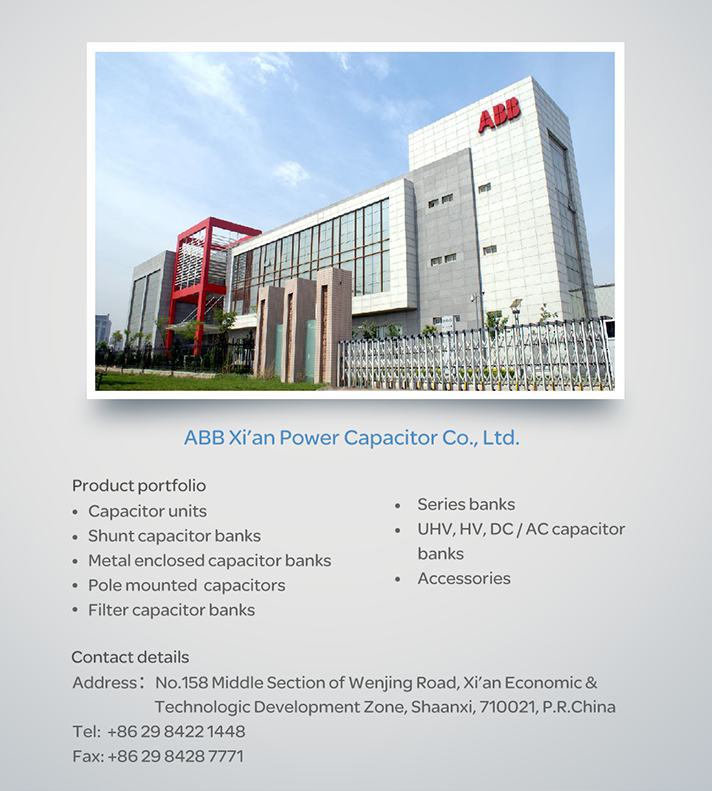 ABB
ABB Xi'an Power Capacitor Co., Ltd.
Product portfolio
• Capacitor units
• Shunt capacitor banks
• Metal enclosed capacitor banks
• Pole mounted capacitors
• Filter capacitor banks
• Series banks
• UHV, HV, DC / AC capacitor
banks
• Accessories
Contact details
Address： No.158 Middle Section of Wenjing Road, Xi'an Economic &
Technologic Development Zone, Shaanxi, 710021, P.R.China
Tel: +86 29 8422 1448
Fax: +86 29 8428 7771